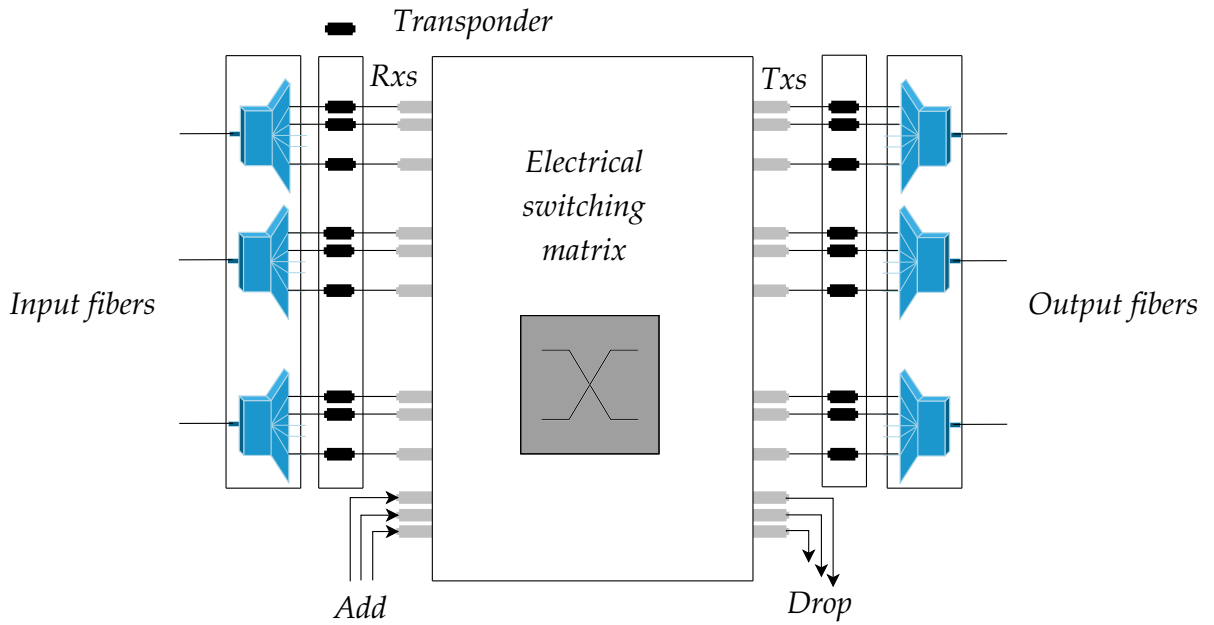 Transponder
Rxs
Txs
Electrical
switching
matrix
Input fibers
Output fibers
Add
Drop